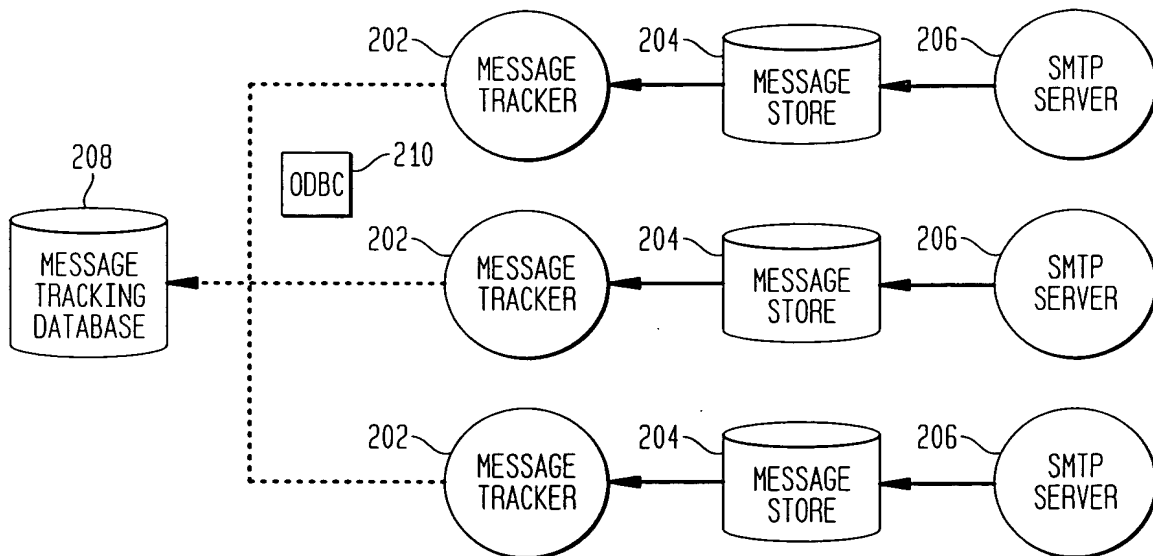 202
MESSAGE
TRACKER
204
MESSAGE
STORE
206
SMTP
SERVER
208
MESSAGE
TRACKING
DATABASE
ODBC
210
202
MESSAGE
TRACKER
204
MESSAGE
STORE
206
SMTP
SERVER
202
MESSAGE
TRACKER
204
MESSAGE
STORE
206
SMTP
SERVER